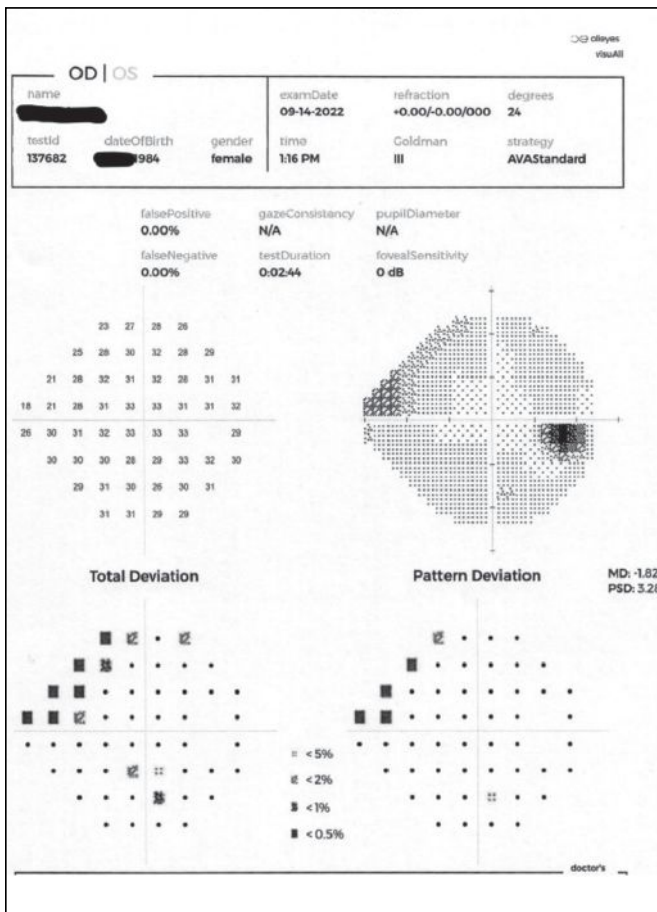 olleyes
visuAll
OD | OS
name
examDate refraction degrees
09-14-2022 +0.00/-0.00/000 24
testId dateOfBirth gender time Goldman strategy
137682 1984 female 1:16 PM III AVAStandard
falsePositive gazeConsistency pupilDiameter
0.00% N/A N/A
falseNegative testDuration fovealSensitivity
0.00% 0:02:44 0 dB
23 27 28 26
25 28 30 32 28 29
21 28 32 31 32 28 31 31
18 21 28 31 33 33 31 31 32
26 30 31 32 33 33 33 29
30 30 30 28 29 33 32 30
29 31 30 26 30 31
31 31 29 29
Total Deviation Pattern Deviation MD: -1.82
PSD: 3.28
< 5%
< 2%
< 1%
< 0.5%
doctor's